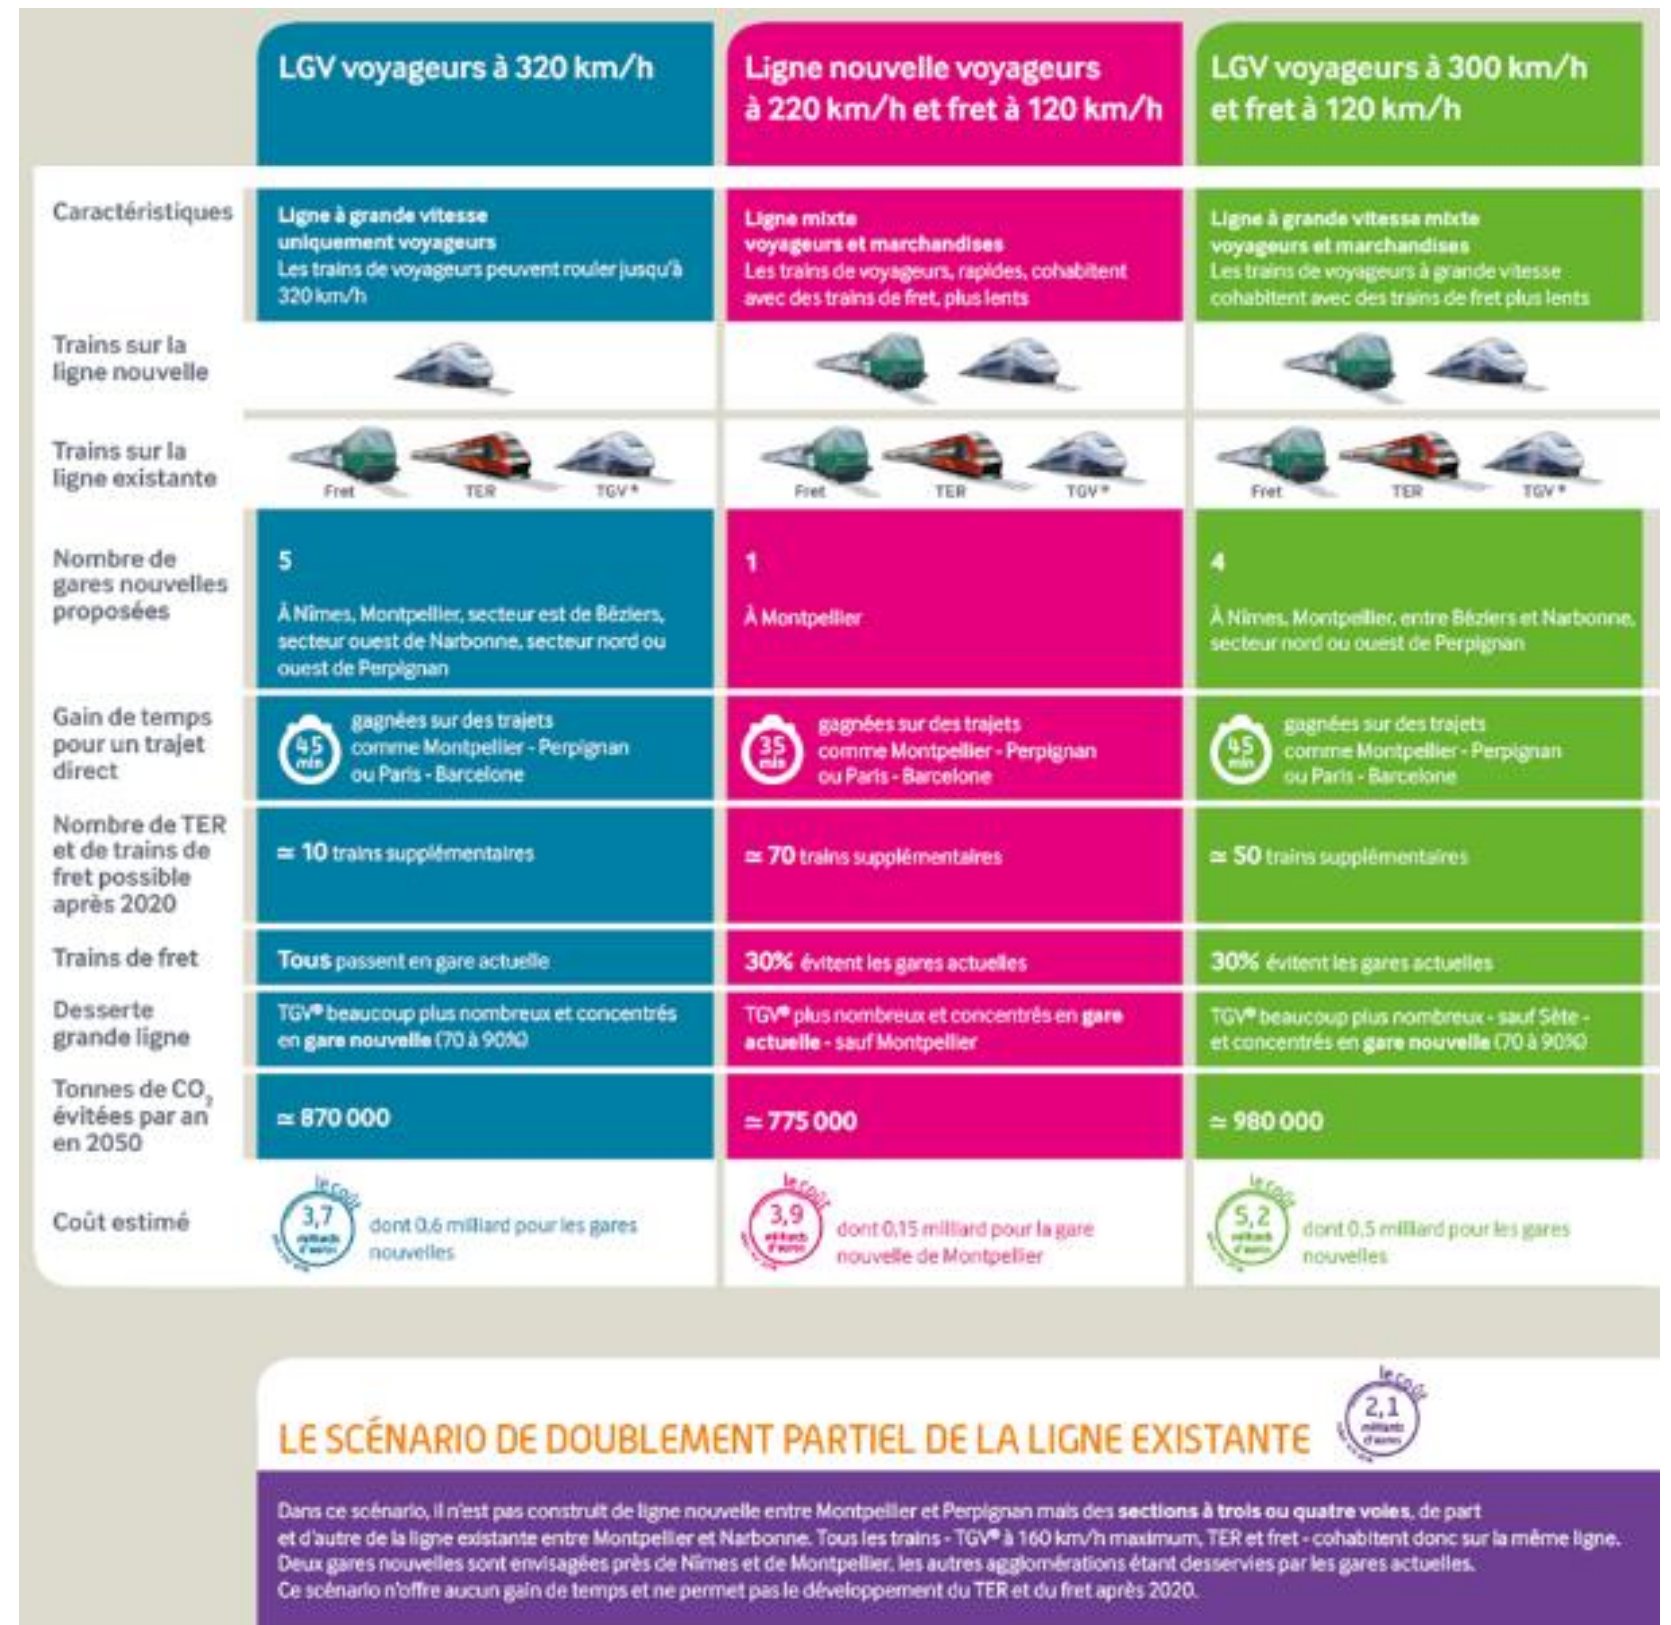 LGV voyageurs à 320 km/h
Ligne nouvelle voyageurs
à 220 km/h et fret à 120 km/h
LGV voyageurs à 300 km/h
et fret à 120 km/h
Caractéristiques
Ligne à grande vitesse
uniquement voyageurs
Les trains de voyageurs peuvent rouler jusqu'à
320 km/h
Ligne mixte
voyageurs et marchandises
Les trains de voyageurs, rapides, cohabitent
avec des trains de fret, plus lents
Ligne à grande vitesse mixte
voyageurs et marchandises
Les trains de voyageurs à grande vitesse
cohabitent avec des trains de fret plus lents
Trains sur la
ligne nouvelle
Trains sur la
ligne existante
Fret TER TGV®
Fret TER TGV®
Fret TER TGV®
Nombre de
gares nouvelles
proposées
5
À Nîmes, Montpellier, secteur est de Béziers,
secteur ouest de Narbonne, secteur nord ou
ouest de Perpignan
1
À Montpellier
4
À Nîmes, Montpellier, entre Béziers et Narbonne,
secteur nord ou ouest de Perpignan
Gain de temps
pour un trajet
direct
45
min
gagnées sur des trajets
comme Montpellier - Perpignan
ou Paris - Barcelone
35
min
gagnées sur des trajets
comme Montpellier - Perpignan
ou Paris - Barcelone
45
min
gagnées sur des trajets
comme Montpellier - Perpignan
ou Paris - Barcelone
Nombre de TER
et de trains de
fret possible
après 2020
≃ 10 trains supplémentaires
≃ 70 trains supplémentaires
≃ 50 trains supplémentaires
Trains de fret
Tous passent en gare actuelle
30% évitent les gares actuelles
30% évitent les gares actuelles
Desserte
grande ligne
TGV® beaucoup plus nombreux et concentrés
en gare nouvelle (70 à 90%)
TGV® plus nombreux et concentrés en gare
actuelle - sauf Montpellier
TGV® beaucoup plus nombreux - sauf Sète -
et concentrés en gare nouvelle (70 à 90%)
Tonnes de CO₂
évitées par an
en 2050
≃ 870 000
≃ 775 000
≃ 980 000
Coût estimé
le coût
3,7
milliards
d'euros
dont 0,6 milliard pour les gares
nouvelles
le coût
3,9
milliards
d'euros
dont 0,15 milliard pour la gare
nouvelle de Montpellier
le coût
5,2
milliards
d'euros
dont 0,5 milliard pour les gares
nouvelles
le coût
2,1
milliards
d'euros
LE SCÉNARIO DE DOUBLEMENT PARTIEL DE LA LIGNE EXISTANTE
Dans ce scénario, il n'est pas construit de ligne nouvelle entre Montpellier et Perpignan mais des sections à trois ou quatre voies, de part
et d'autre de la ligne existante entre Montpellier et Narbonne. Tous les trains - TGV® à 160 km/h maximum, TER et fret - cohabitent donc sur la même ligne.
Deux gares nouvelles sont envisagées près de Nîmes et de Montpellier, les autres agglomérations étant desservies par les gares actuelles.
Ce scénario n'offre aucun gain de temps et ne permet pas le développement du TER et du fret après 2020.